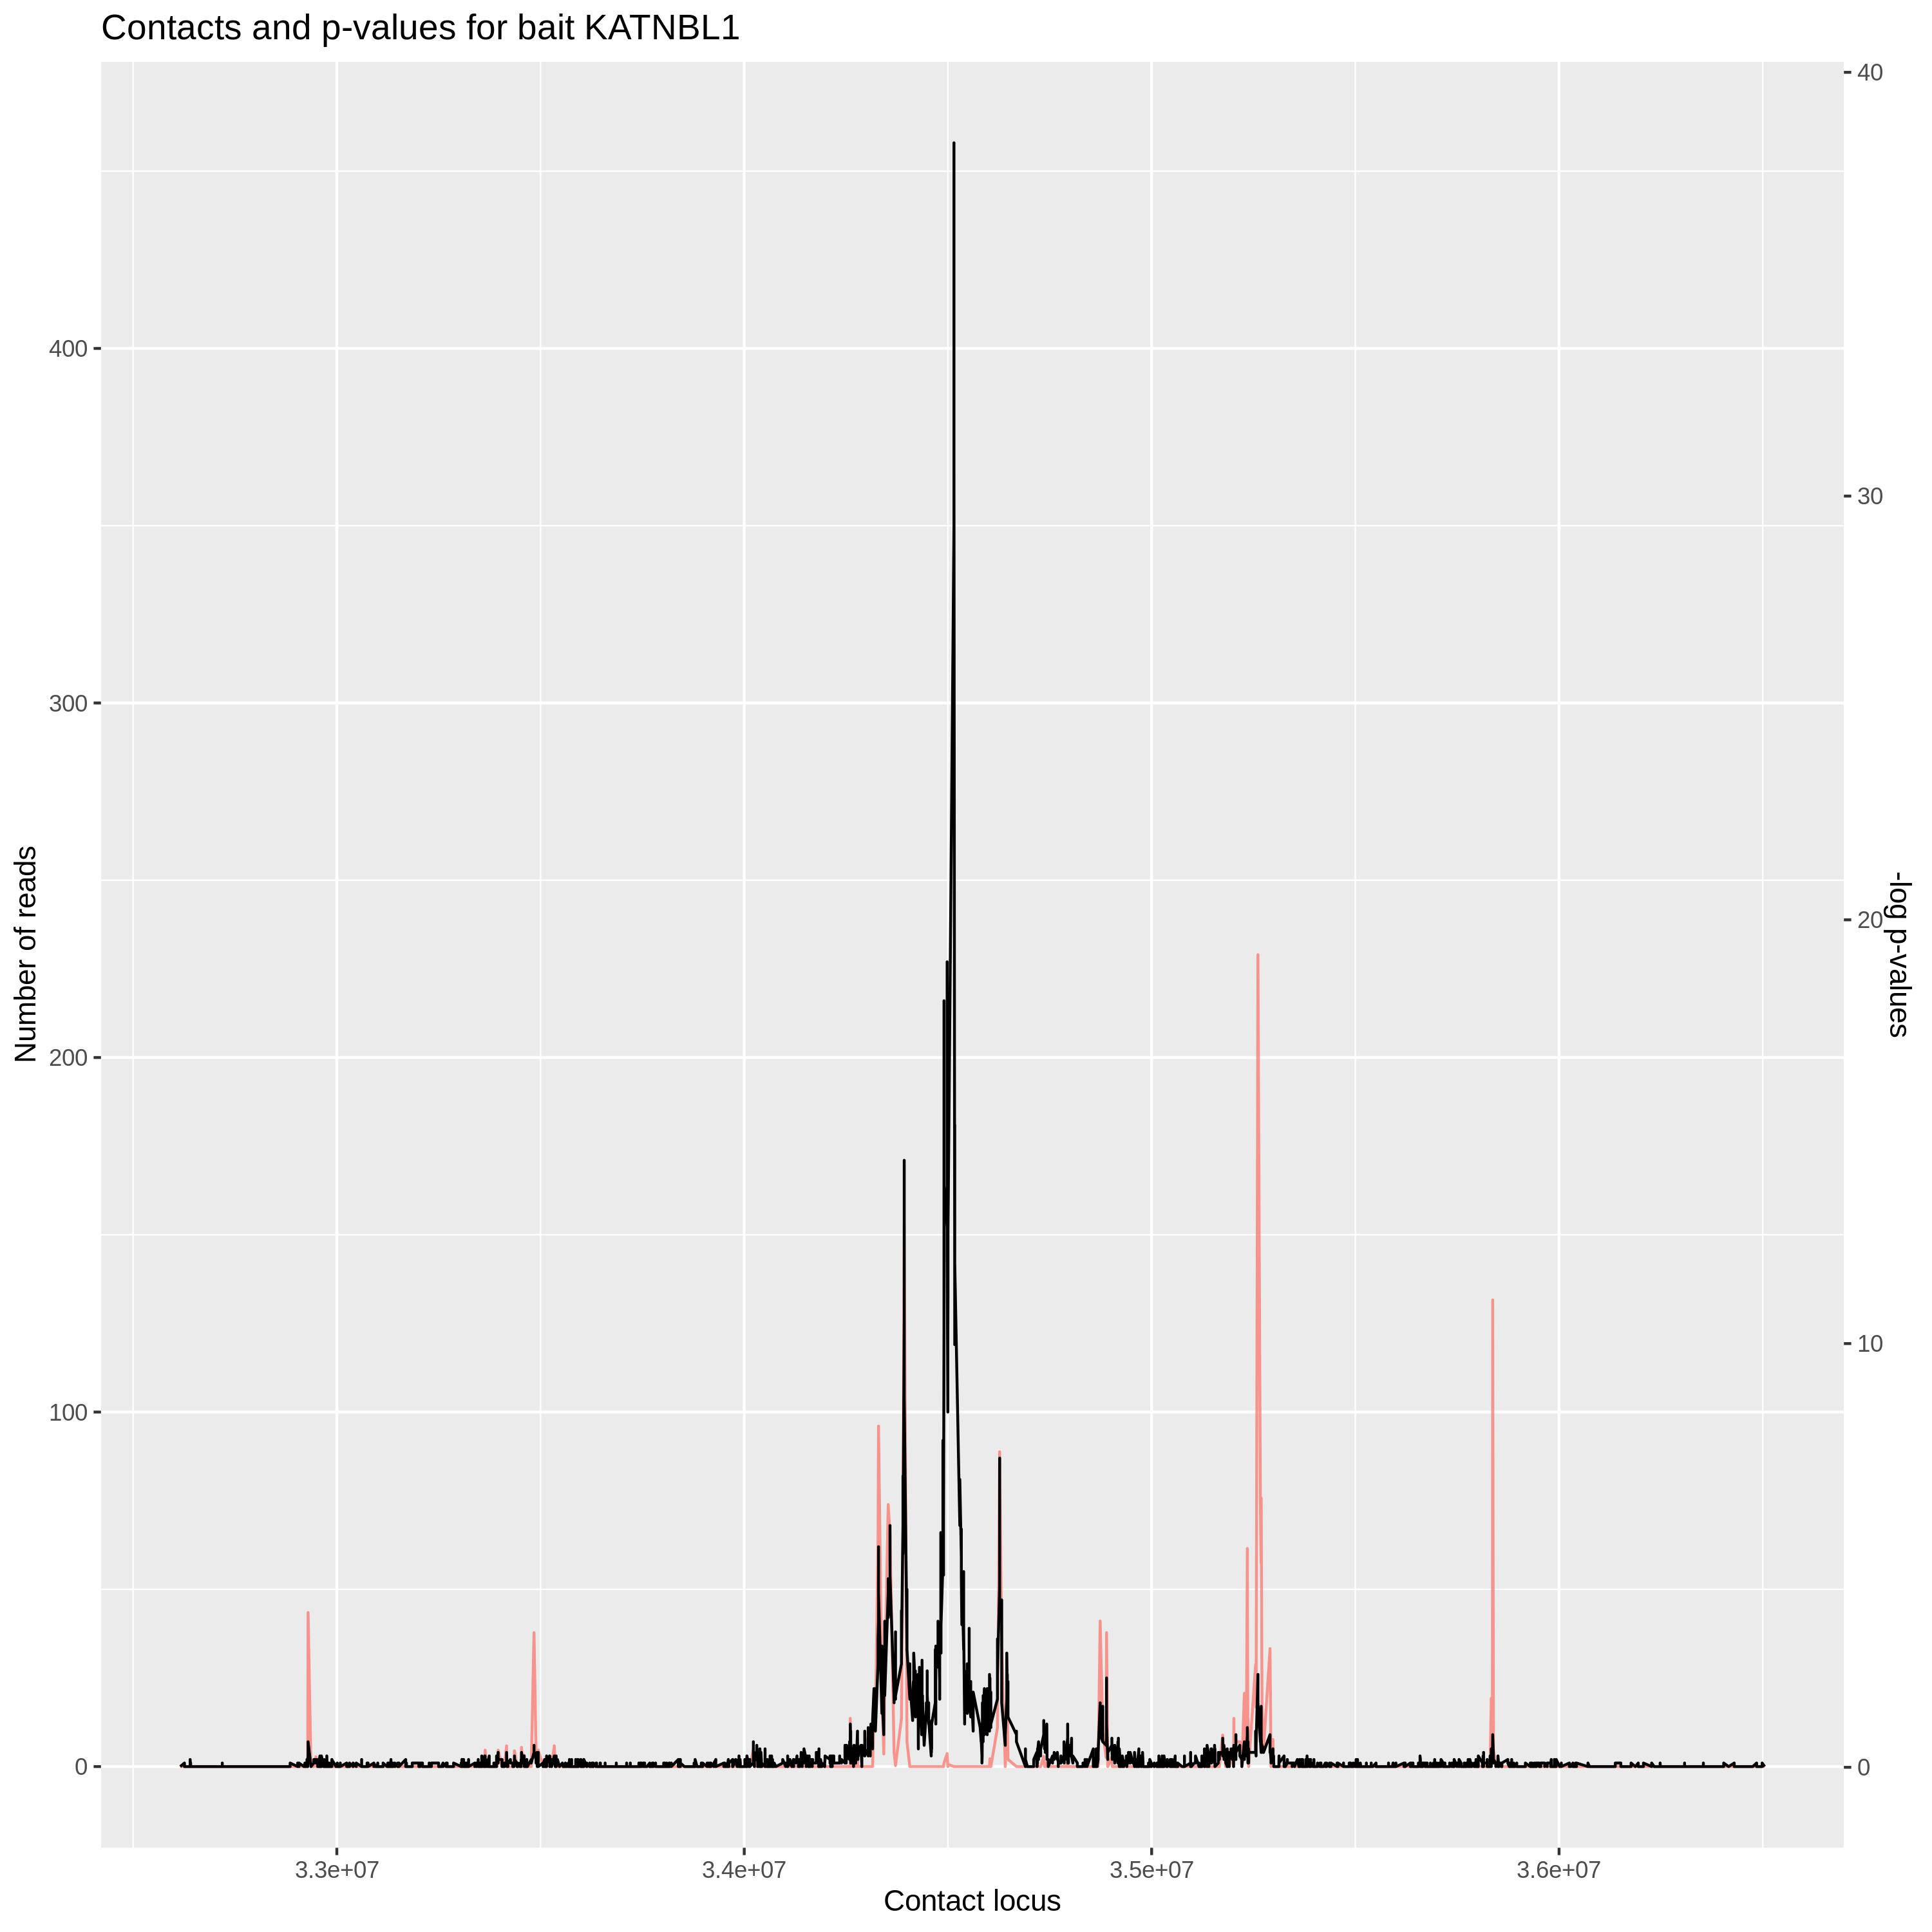 Contacts and p-values for bait KATNBL1
Number of reads
400
300
200
100
0
40
30
20
10
0
-log p-values
3.3e+07 3.4e+07 3.5e+07 3.6e+07
Contact locus